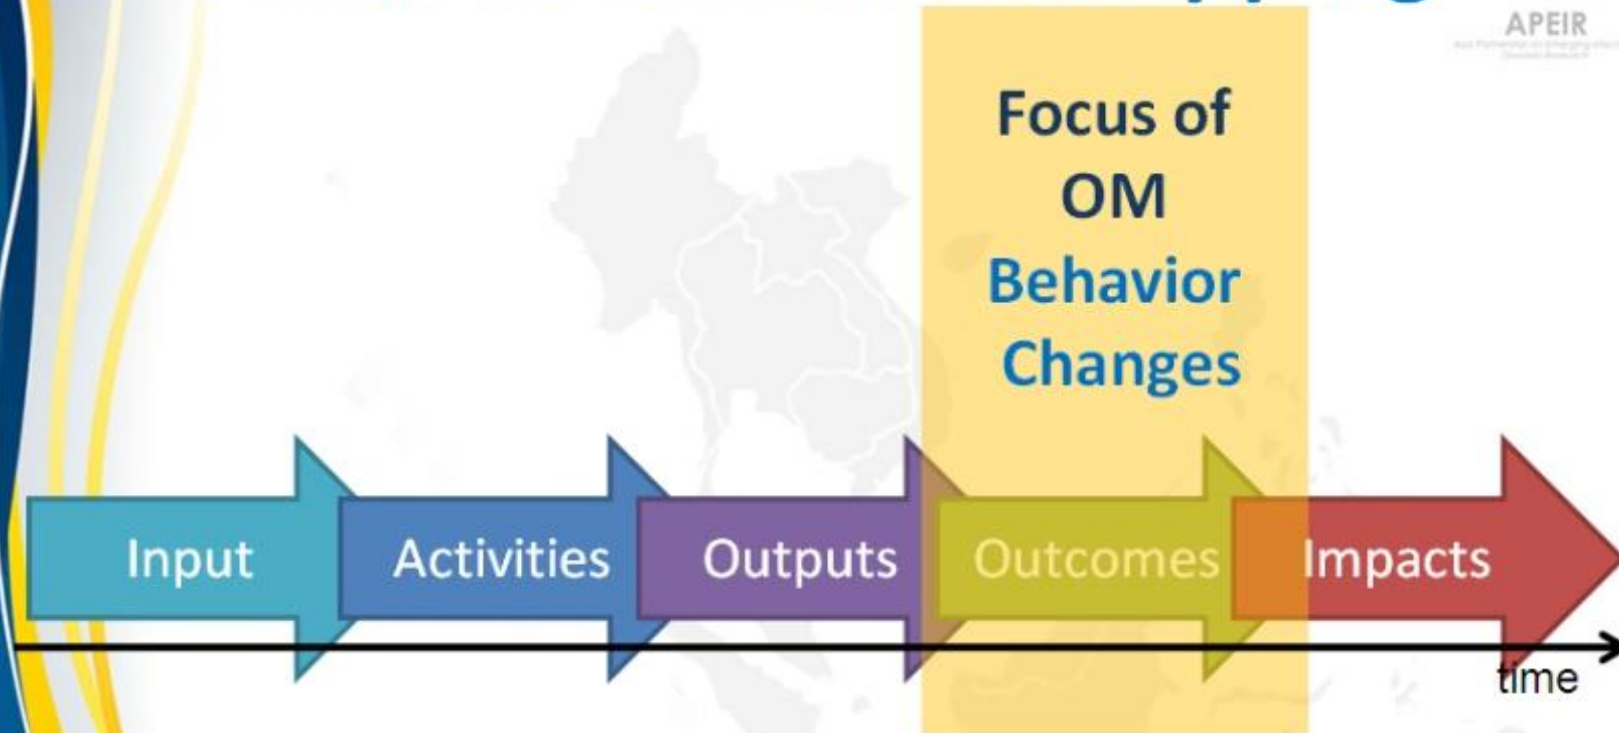 APEIR
Focus of
OM
Behavior
Changes
Input
Activities
Outputs
Outcomes
Impacts
time